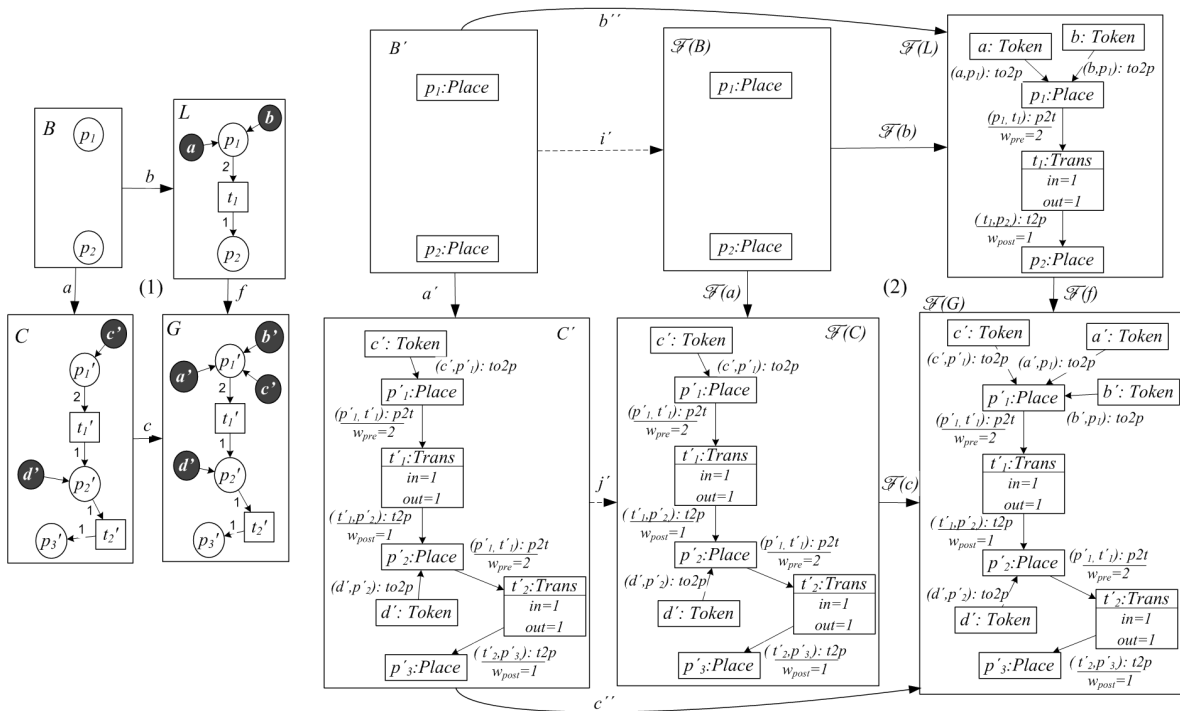 b´´
B
p1
p2
b
L
a
b
p1
2
t1
1
p2
a
(1)
f
C
c'
p1'
2
t1'
1
d'
p2'
1
1
t2'
p3'
c
G
b'
a'
p1'
c'
2
t1'
1
d'
p2'
1
1
t2'
p3'
B´
p1:Place
p2:Place
i´
a´
ℱ(B)
p1:Place
p2:Place
ℱ(b)
ℱ(a)
(2)
ℱ(L)
a: Token
b: Token
(a,p1): to2p
(b,p1): to2p
p1:Place
(p1, t1): p2t
wpre=2
t1:Trans
in=1
out=1
(t1,p2): t2p
wpost=1
p2:Place
ℱ(f)
C´
c´: Token
(c´,p´1): to2p
p´1:Place
(p´1, t´1): p2t
wpre=2
t´1:Trans
in=1
out=1
(t´1,p´2): t2p
wpost=1
p´2:Place
(p´1, t´1): p2t
wpre=2
(d´,p´2): to2p
t´2:Trans
in=1
out=1
d´: Token
(t´2,p´3,): t2p
wpost=1
p´3:Place
j´
ℱ(C)
c´: Token
(c´,p´1): to2p
p´1:Place
(p´1, t´1): p2t
wpre=2
t´1:Trans
in=1
out=1
(t´1,p´2): t2p
wpost=1
p´2:Place
(p´1, t´1): p2t
wpre=2
(d´,p´2): to2p
t´2:Trans
in=1
out=1
d´: Token
(t´2,p´3,): t2p
wpost=1
p´3:Place
ℱ(c)
ℱ(G)
c´: Token
a´: Token
(c´,p´1): to2p
(a´,p1): to2p
p´1:Place
b´: Token
(b´,p1): to2p
(p´1, t´1): p2t
wpre=2
t´1:Trans
in=1
out=1
(t´1,p´2): t2p
wpost=1
p´2:Place
(p´1, t´1): p2t
wpre=2
(d´,p´2): to2p
t´2:Trans
in=1
out=1
d´: Token
(t´2,p´3,): t2p
wpost=1
p´3:Place
c´´